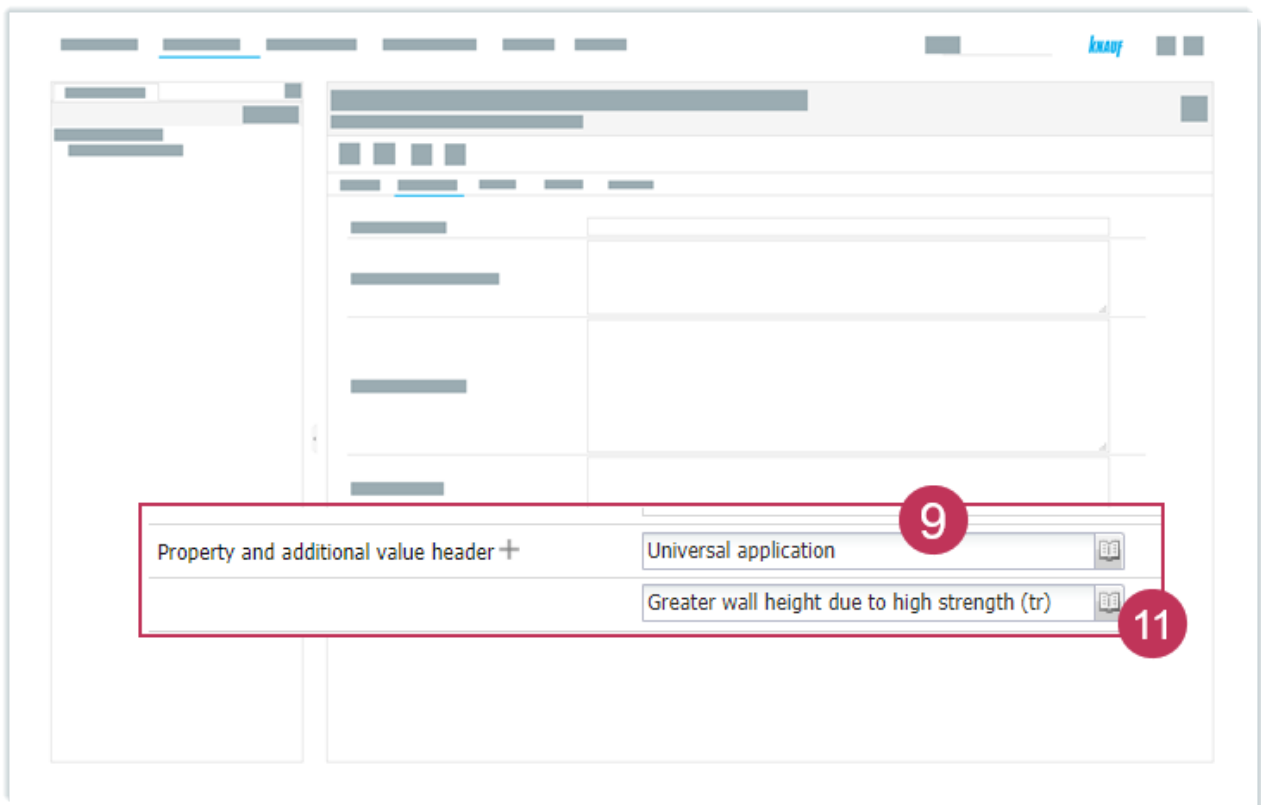 KNAUF
9
Property and additional value header +
Universal application
Greater wall height due to high strength (tr)
11